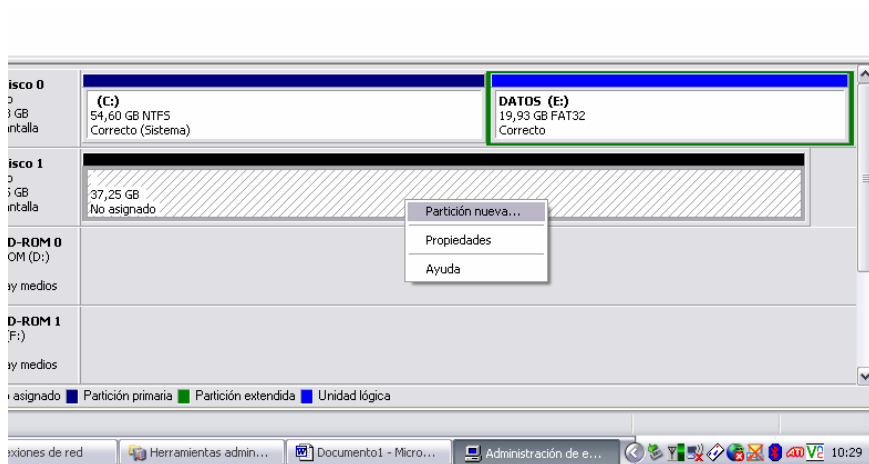 isco 0
GB
ntalla
(C:)
54,60 GB NTFS
Correcto (Sistema)
DATOS (E:)
19,93 GB FAT32
Correcto
isco 1
GB
ntalla
37,25 GB
No asignado
Partición nueva...
Propiedades
Ayuda
D-ROM 0
OM (D:)
ay medios
D-ROM 1
F:)
ay medios
asignado Partición primaria Partición extendida Unidad lógica
exiones de red Herramientas admin... Documento1 - Micro... Administración de e... 10:29